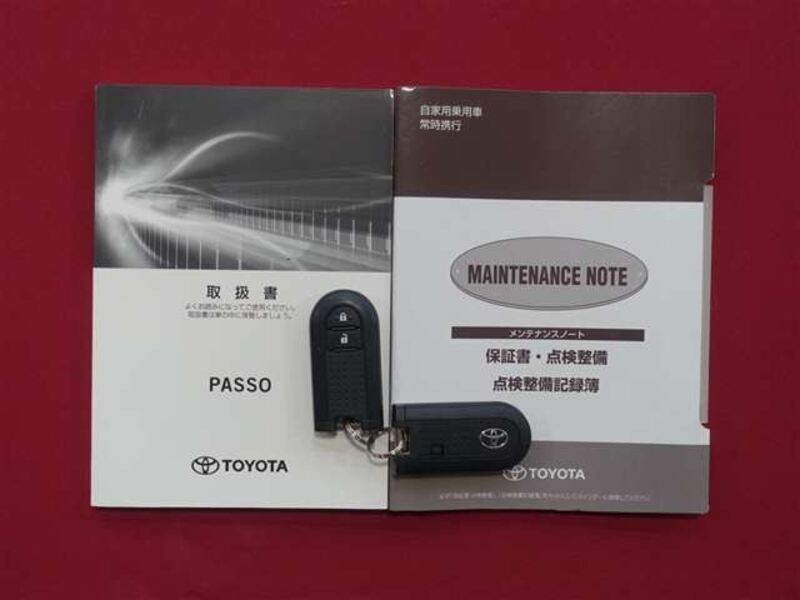 取扱書
よくお読みになってご使用ください。
取扱書は車の中に保管しましょう。
PASSO
TOYOTA
自家用乗用車
常時携行
MAINTENANCE NOTE
メンテナンスノート
保証書・点検整備
点検整備記録簿
TOYOTA